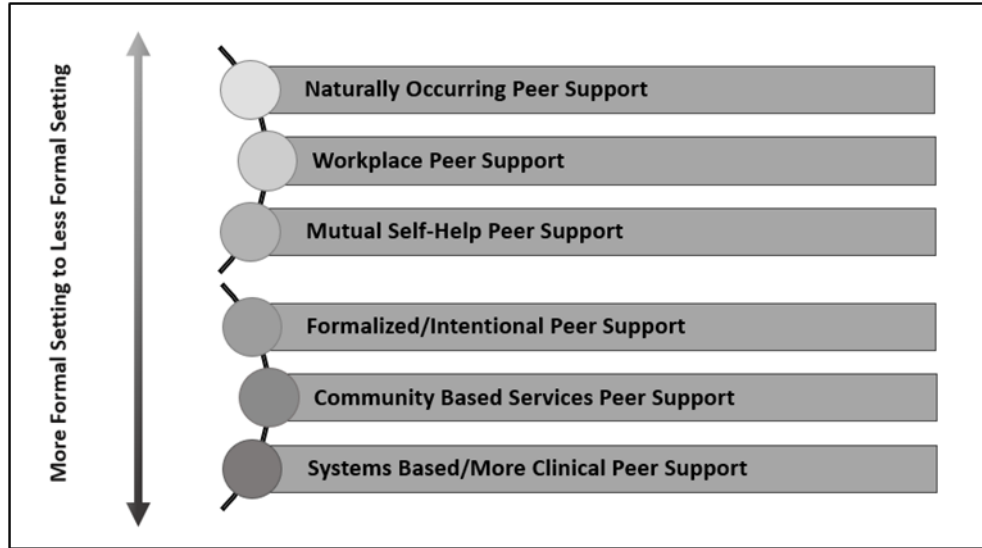 More Formal Setting to Less Formal Setting
Naturally Occurring Peer Support
Workplace Peer Support
Mutual Self-Help Peer Support
Formalized/Intentional Peer Support
Community Based Services Peer Support
Systems Based/More Clinical Peer Support